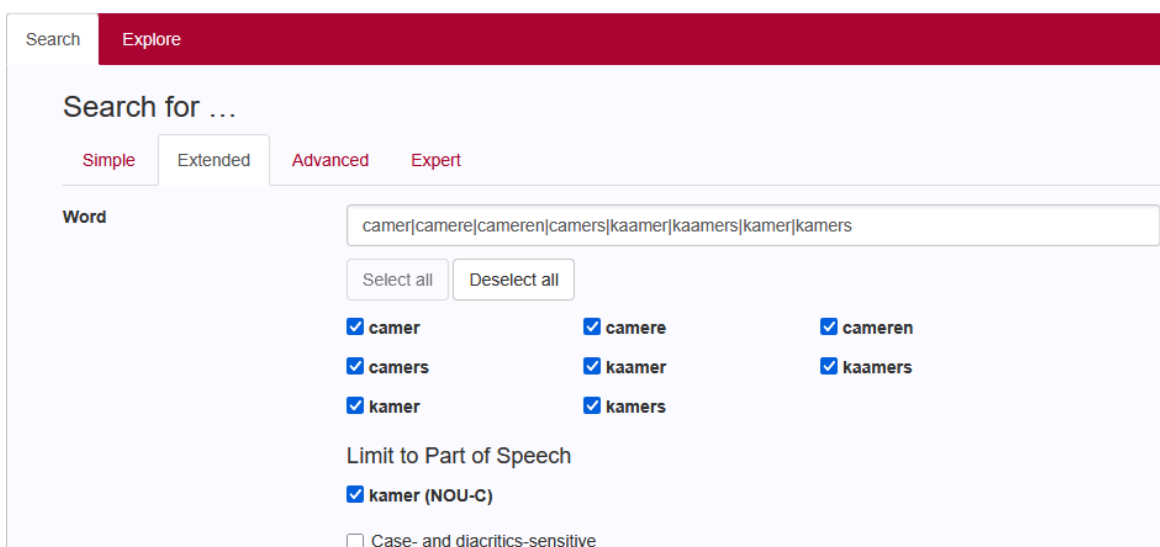 Search Explore
Search for …
Simple Extended Advanced Expert
Word camer|camere|cameren|camers|kaamer|kaamers|kamer|kamers
Select all Deselect all
camer camere cameren
camers kaamer kaamers
kamer kamers
Limit to Part of Speech
kamer (NOU-C)
Case- and diacritics-sensitive